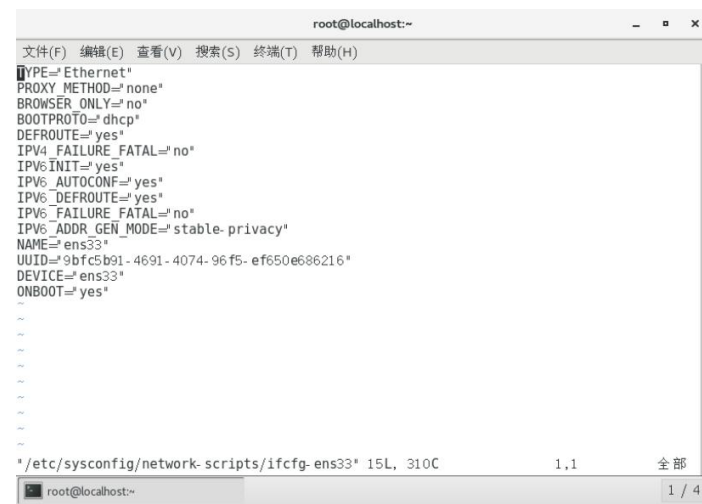 root@localhost:~
文件(F) 编辑(E) 查看(V) 搜索(S) 终端(T) 帮助(H)
TYPE="Ethernet"
PROXY_METHOD="none"
BROWSER_ONLY="no"
BOOTPROTO="dhcp"
DEFROUTE="yes"
IPV4_FAILURE_FATAL="no"
IPV6INIT="yes"
IPV6_AUTOCONF="yes"
IPV6_DEFROUTE="yes"
IPV6_FAILURE_FATAL="no"
IPV6_ADDR_GEN_MODE="stable-privacy"
NAME="ens33"
UUID="9bfc5b91-4691-4074-96f5-ef650e686216"
DEVICE="ens33"
ONBOOT="yes"
~
~
~
~
~
~
~
~
~
~
"/etc/sysconfig/network-scripts/ifcfg-ens33" 15L, 310C 1,1 全部
root@localhost:~ 1 / 4